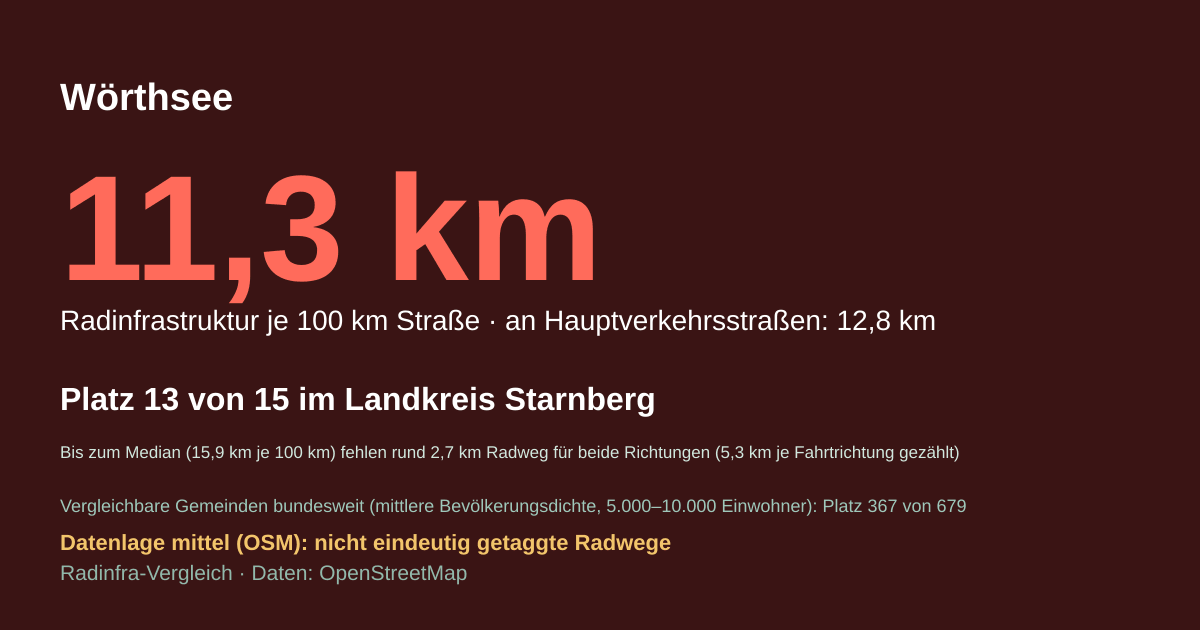 Wörthsee
11,3 km
Radinfrastruktur je 100 km Straße · an Hauptverkehrsstraßen: 12,8 km
Platz 13 von 15 im Landkreis Starnberg
Bis zum Median (15,9 km je 100 km) fehlen rund 2,7 km Radweg für beide Richtungen (5,3 km je Fahrtrichtung gezählt)
Vergleichbare Gemeinden bundesweit (mittlere Bevölkerungsdichte, 5.000–10.000 Einwohner): Platz 367 von 679
Datenlage mittel (OSM): nicht eindeutig getaggte Radwege
Radinfra-Vergleich · Daten: OpenStreetMap